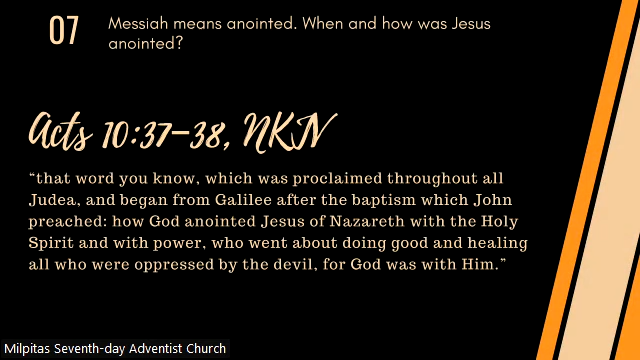 07
Messiah means anointed. When and how was Jesus
anointed?
Acts 10:37–38, NKJV
“that word you know, which was proclaimed throughout all
Judea, and began from Galilee after the baptism which John
preached: how God anointed Jesus of Nazareth with the Holy
Spirit and with power, who went about doing good and healing
all who were oppressed by the devil, for God was with Him.”
Milpitas Seventh-day Adventist Church